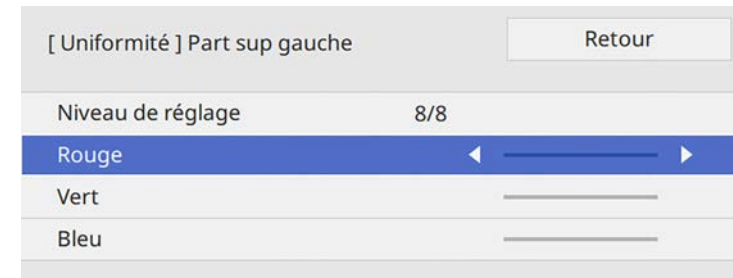 [ Uniformité ] Part sup gauche
Retour
Niveau de réglage 8/8
Rouge
Vert
Bleu